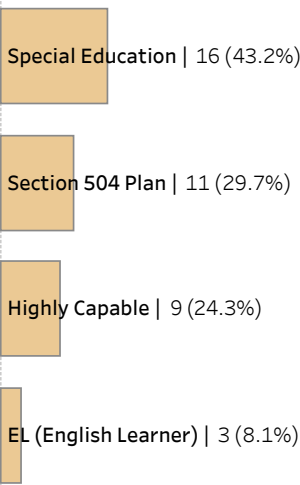 Special Education | 16 (43.2%)
Section 504 Plan | 11 (29.7%)
Highly Capable | 9 (24.3%)
EL (English Learner) | 3 (8.1%)